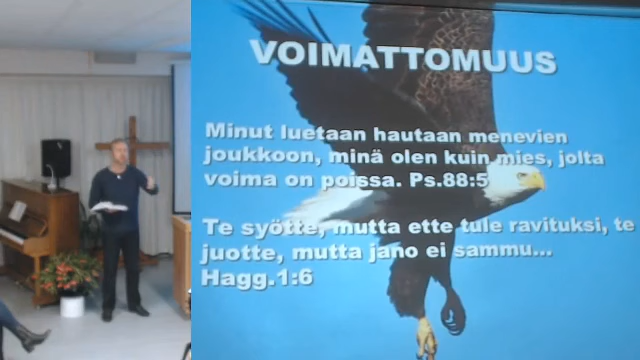 VOIMATTOMUUS
Minut luetaan hautaan menevien
joukkoon, minä olen kuin mies, jolta
voima on poissa. Ps.88:5
Te syötte, mutta ette tule ravituksi, te
juotte, mutta jano ei sammu...
Hagg.1:6